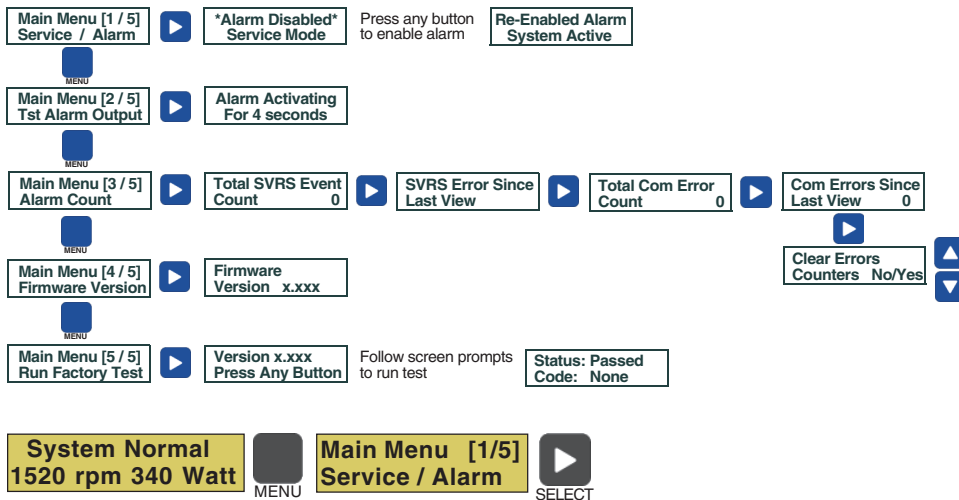 Main Menu [1 / 5]
Service / Alarm
*Alarm Disabled*
Service Mode
Press any button
to enable alarm
Re-Enabled Alarm
System Active
MENU
Main Menu [2 / 5]
Tst Alarm Output
Alarm Activating
For 4 seconds
MENU
Main Menu [3 / 5]
Alarm Count
Total SVRS Event
Count 0
SVRS Error Since
Last View
Total Com Error
Count 0
Com Errors Since
Last View 0
MENU
Clear Errors
Counters No/Yes
Main Menu [4 / 5]
Firmware Version
Firmware
Version x.xxx
MENU
Main Menu [5 / 5]
Run Factory Test
Version x.xxx
Press Any Button
Follow screen prompts
to run test
Status: Passed
Code: None
System Normal
1520 rpm 340 Watt
MENU
Main Menu [1/5]
Service / Alarm
SELECT